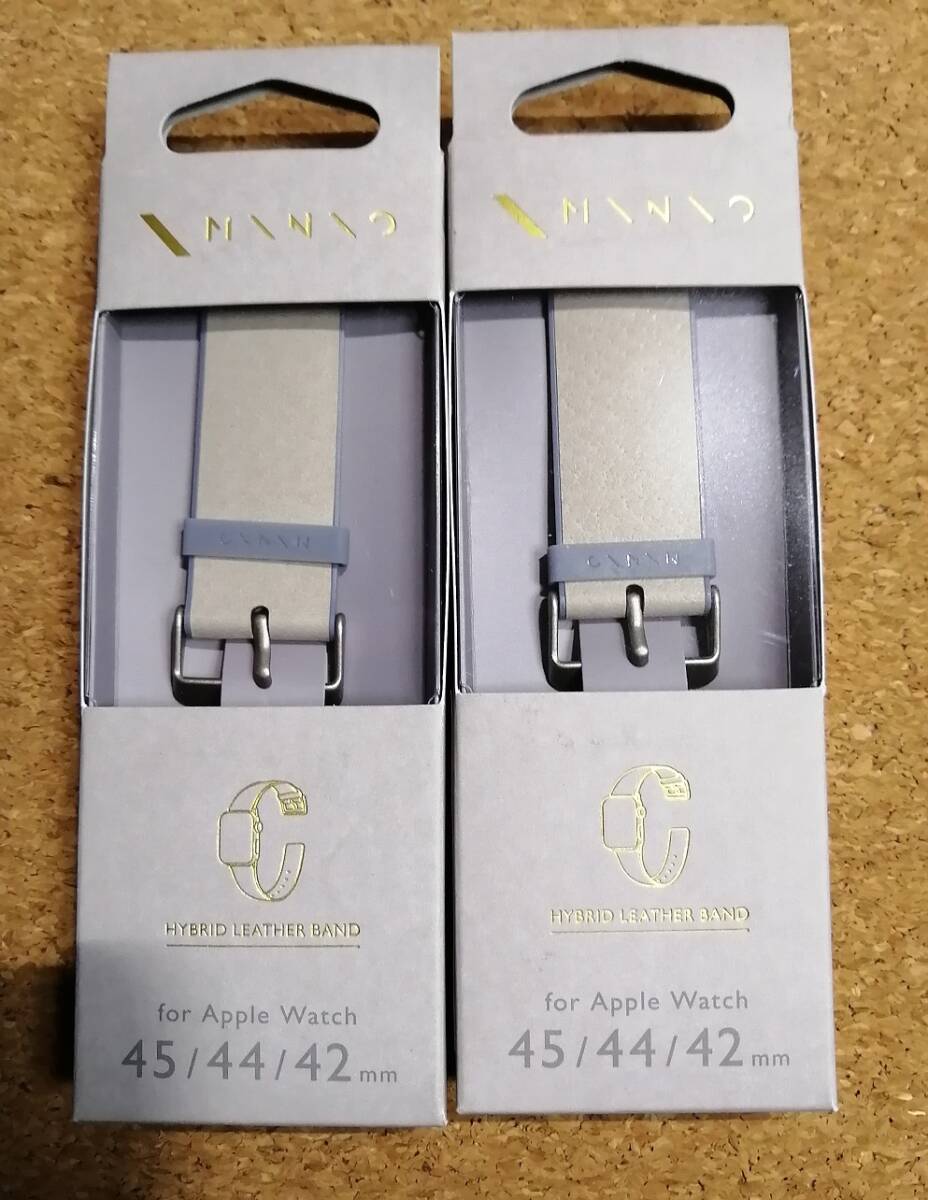 HYBRID LEATHER BAND
for Apple Watch
45/44/42mm
HYBRID LEATHER BAND
for Apple Watch
45/44/42mm